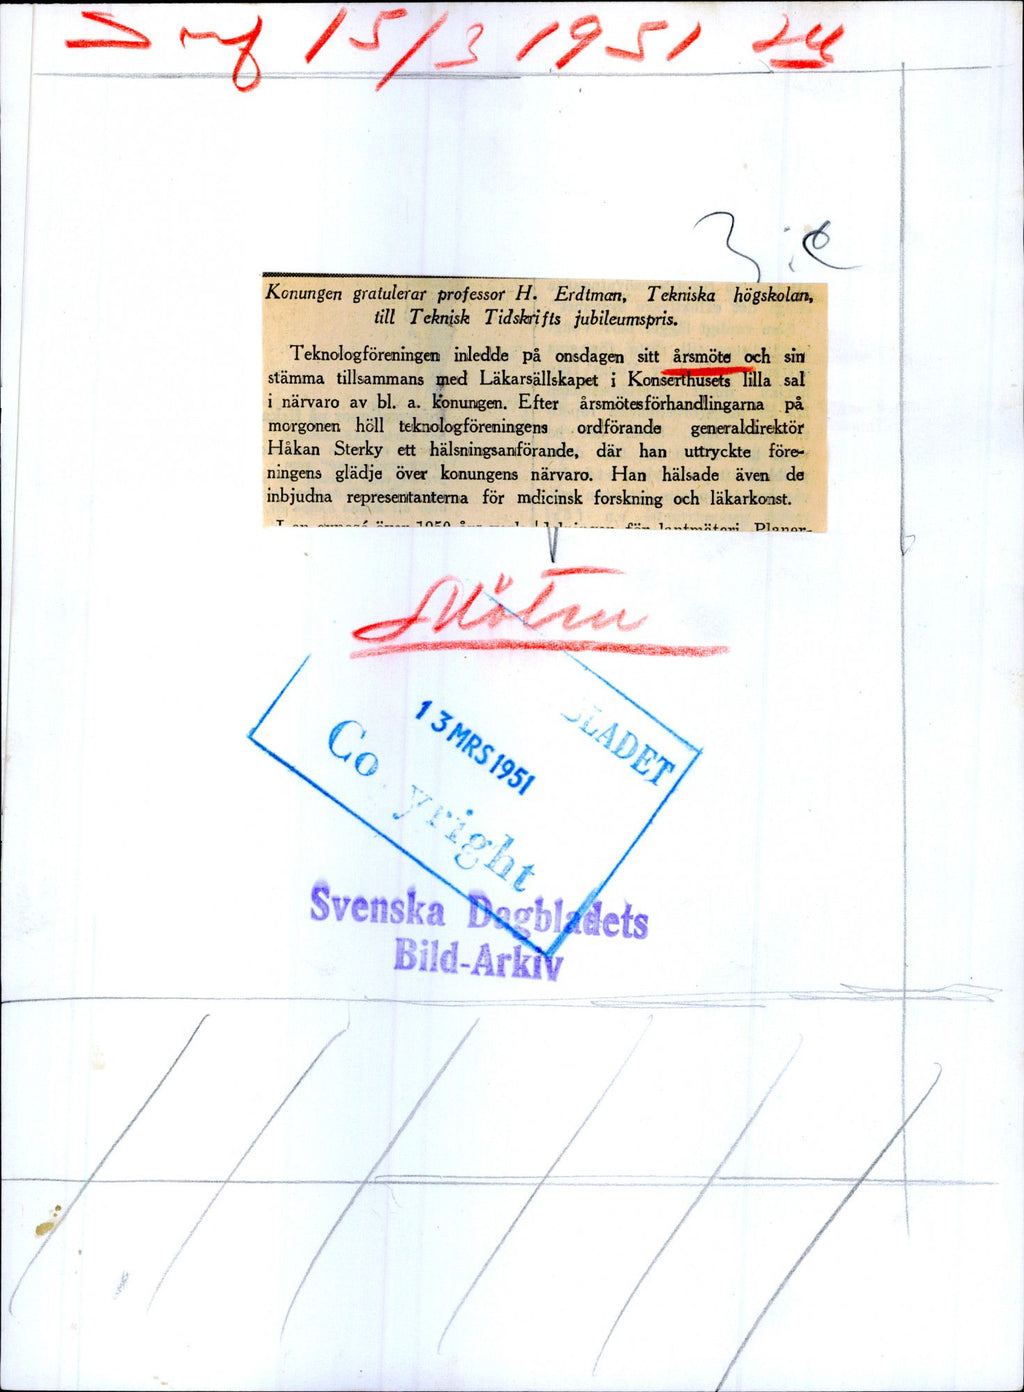 15/3 1951
Konungen gratulerar professor H. Erdtman, Tekniska högskolan,
till Teknisk Tidskrifts jubileumspris.
Teknologföreningen inledde på onsdagen sitt årsmöte och sin
stämma tillsammans med Läkarsällskapet i Konserthusets lilla sal
i närvaro av bl. a. konungen. Efter årsmötesförhandlingarna på
morgonen höll teknologföreningens ordförande generaldirektör
Håkan Sterky ett hälsningsanförande, där han uttryckte före-
ningens glädje över konungens närvaro. Han hälsade även de
inbjudna representanterna för mdicinsk forskning och läkarkonst.
Möten
BLADET
13 MRS 1951
Co yright
Svenska Dagbladets
Bild-Arkiv